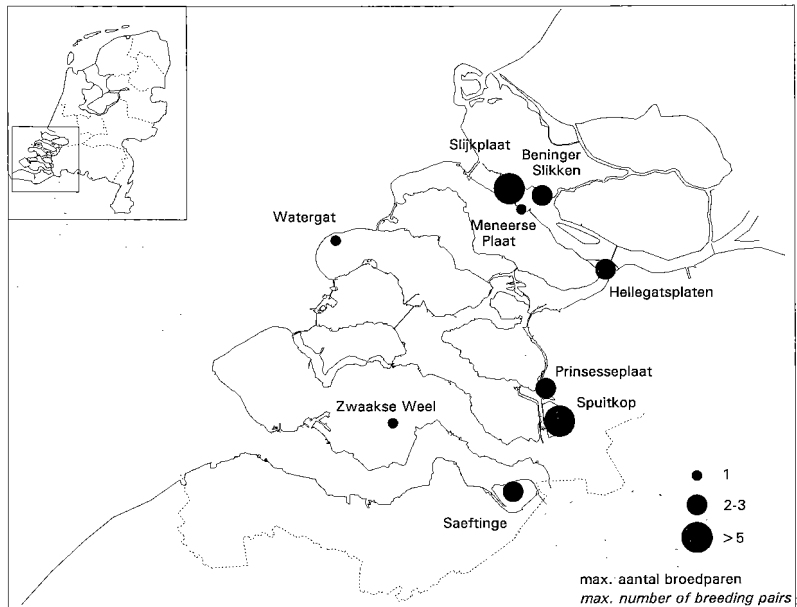 Slijkplaat
Beninger
Slikken
Meneerse
Plaat
Watergat
Hellegatsplaten
Prinsesseplaat
Spuitkop
Zwaakse Weel
Saeftinge
1
2-3
>5
max. aantal broedparen
max. number of breeding pairs